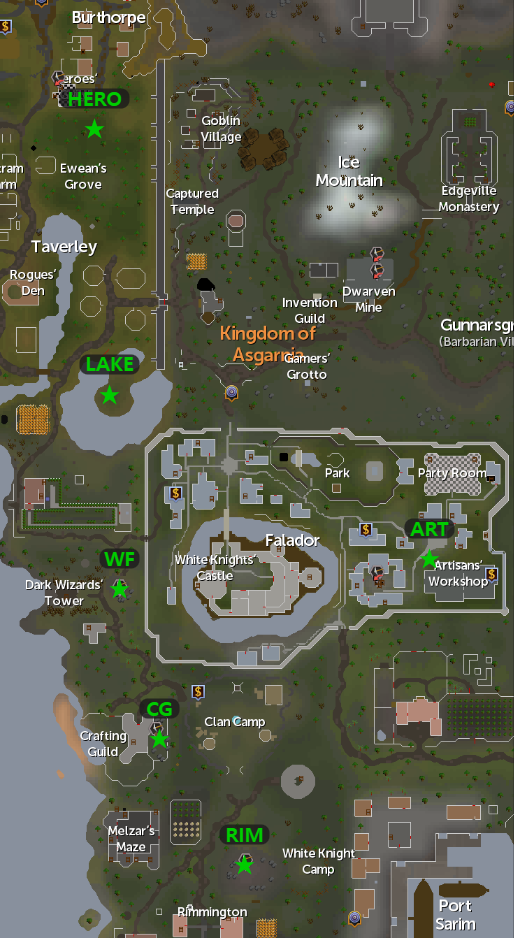 Burthorpe
eroes'
HERO
Goblin
Village
Ice
Mountain
Ewean's
Grove
ram
rm
Captured
Temple
Edgeville
Monastery
Taverley
Rogues'
Den
Dwarven
Mine
Invention
Guild
Kingdom of
Asgarnia
Gamers'
Grotto
Gunnarsgr
(Barbarian Vil
LAKE
Park
Party Room
Falador
ART
WF
White Knights'
Castle
Artisans'
Workshop
Dark Wizards'
Tower
CG
Clan Camp
Crafting
Guild
Melzar's
Maze
RIM
White Knight
Camp
Rimmington
Port
Sarim